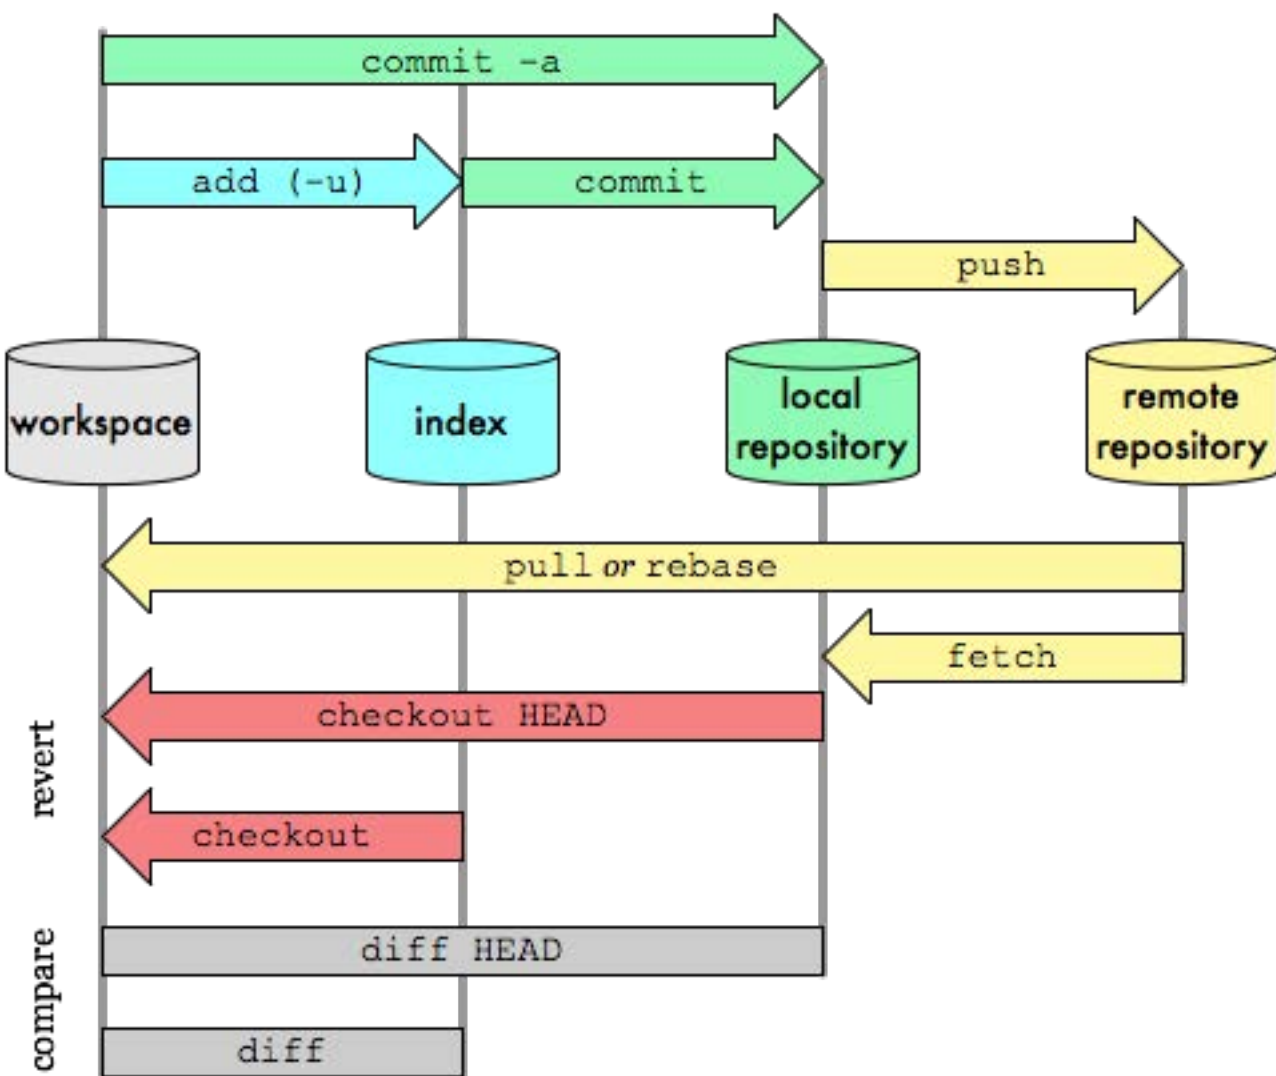 commit -a
add (-u)
commit
push
workspace
index
local
repository
remote
repository
pull or rebase
fetch
revert
checkout HEAD
checkout
compare
diff HEAD
diff